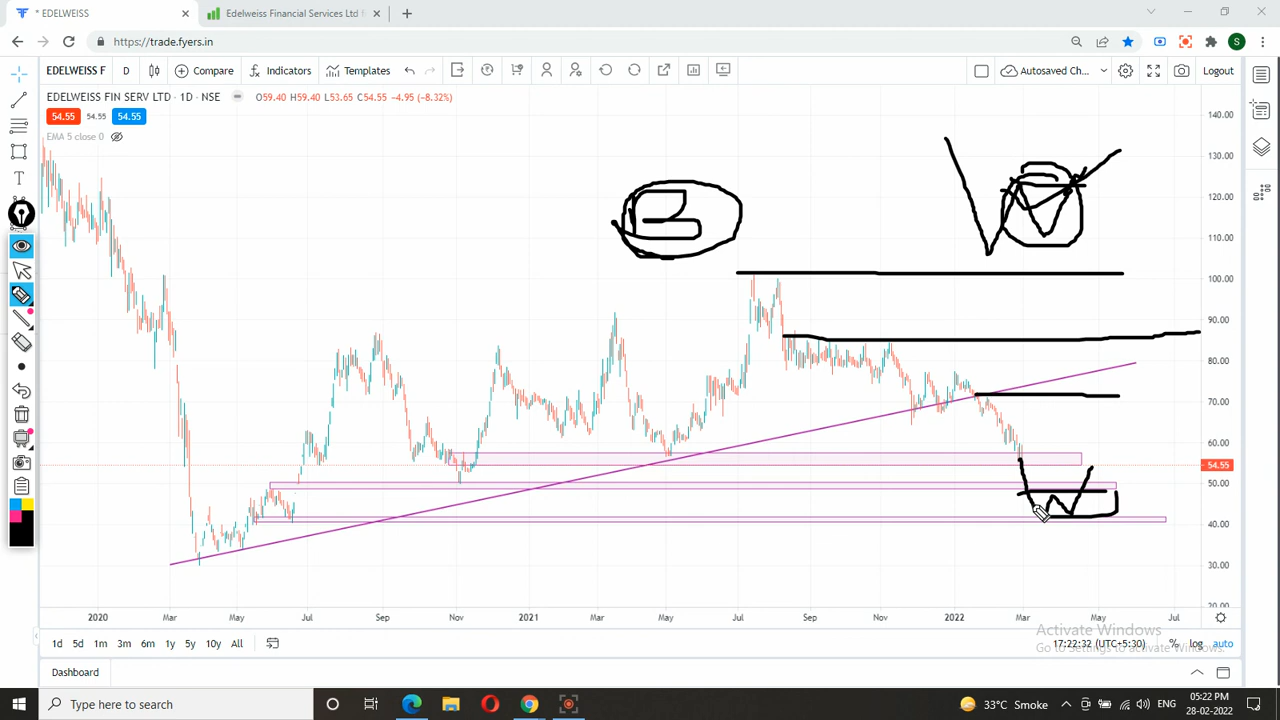 * EDELWEISS
Edelweiss Financial Services Ltd f
https://trade.fyers.in
S
EDELWEISS F
D
Compare
Indicators
Templates
Autosaved Ch...
Logout
EDELWEISS FIN SERV LTD · 1D · NSE
O59.40 H59.40 L53.65 C54.55 -4.95 (-8.32%)
54.55 54.55 54.55
EMA 5 close 0
140.00
130.00
120.00
110.00
100.00
90.00
80.00
70.00
60.00
54.55
50.00
40.00
30.00
20.00
2020 Mar May Jul Sep Nov 2021 Mar May Jul Sep Nov 2022 Mar May Jul
Activate Windows
Go to Settings to activate Windows.
1d 5d 1m 3m 6m 1y 5y 10y All
17:22:32 (UTC+5:30) % log auto
Dashboard
Type here to search
33°C Smoke
ENG
05:22 PM
28-02-2022